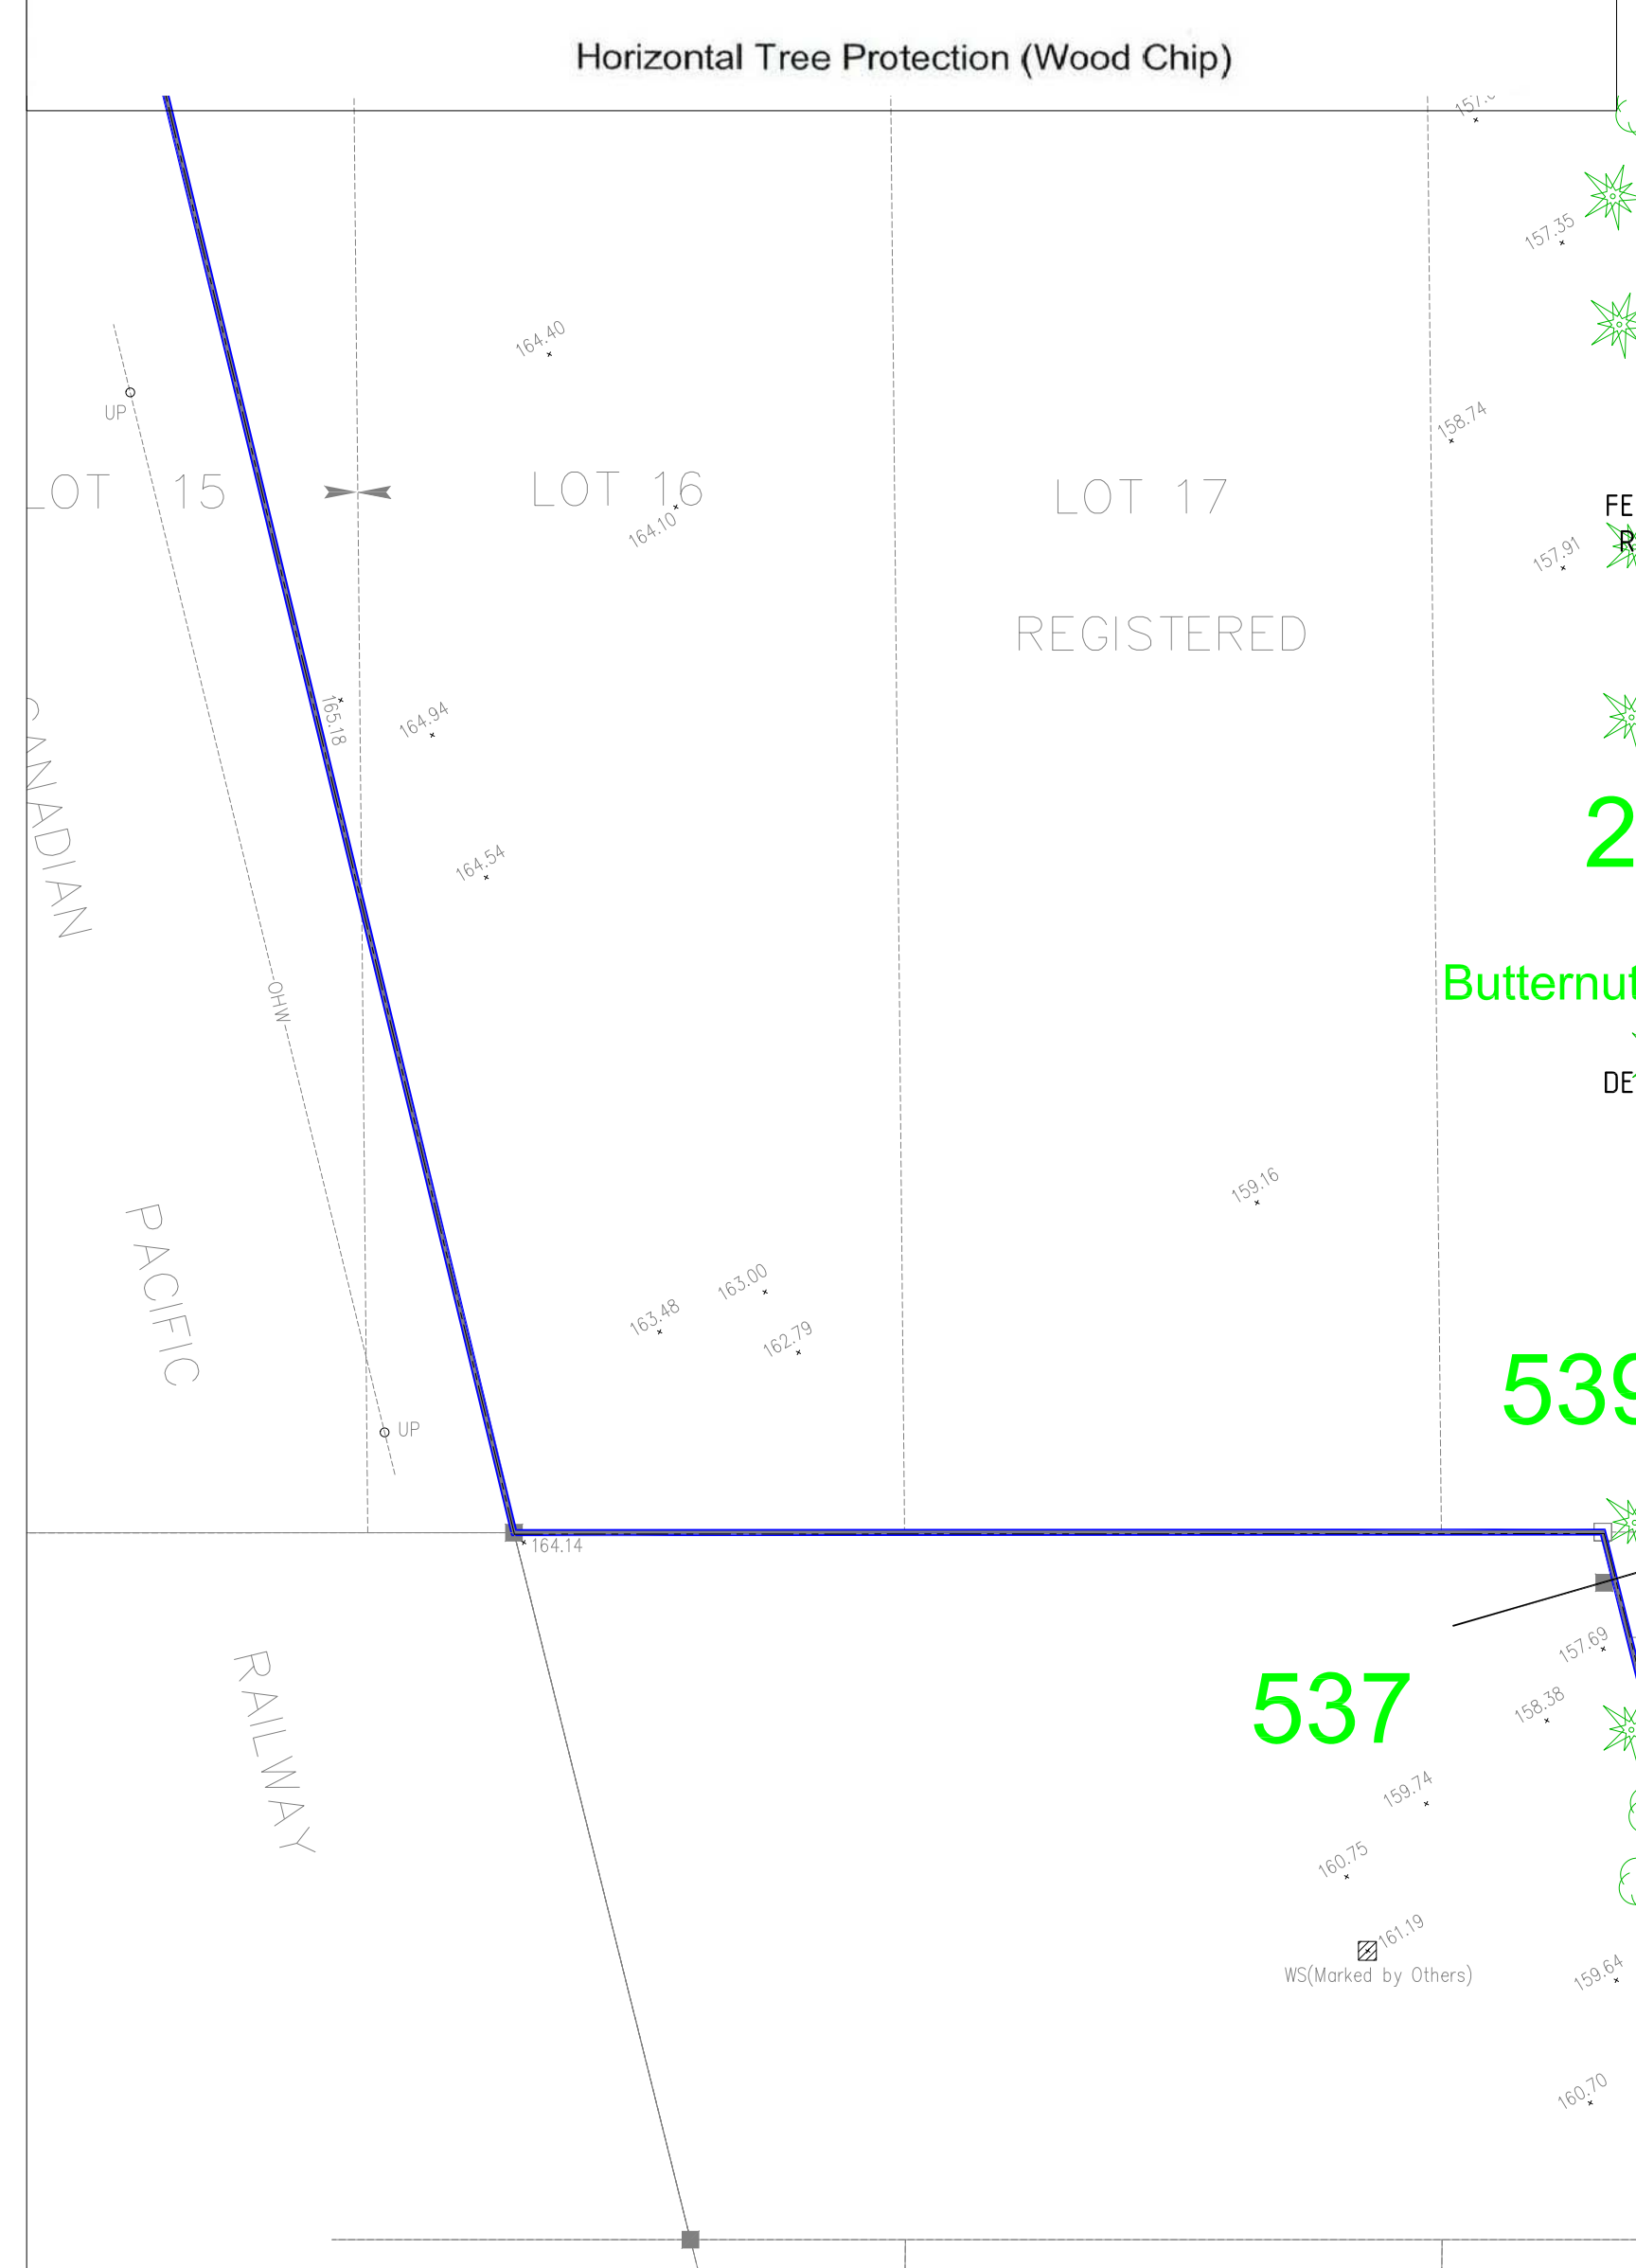 Horizontal Tree Protection (Wood Chip)
157.35
164.40
UP
158.74
LOT 15
LOT 16
LOT 17
FE
164.10
157.91
R
REGISTERED
165.18
164.94
2
164.54
CANADIAN
Butternut
OHW
DE
159.16
PACIFIC
163.00
163.48
162.79
539
UP
164.14
157.69
RAILWAY
537
158.38
159.74
160.75
161.19
WS(Marked by Others)
159.64
160.70